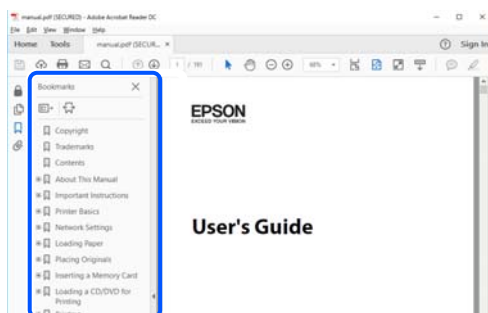 manual.pdf (SECURED) - Adobe Acrobat Reader DC
File Edit View Window Help
Home Tools manual.pdf (SECUR... × Sign In
1 / 191
Bookmarks
Copyright
Trademarks
Contents
About This Manual
Important Instructions
Printer Basics
Network Settings
Loading Paper
Placing Originals
Inserting a Memory Card
Loading a CD/DVD for
Printing
EPSON
EXCEED YOUR VISION
User's Guide